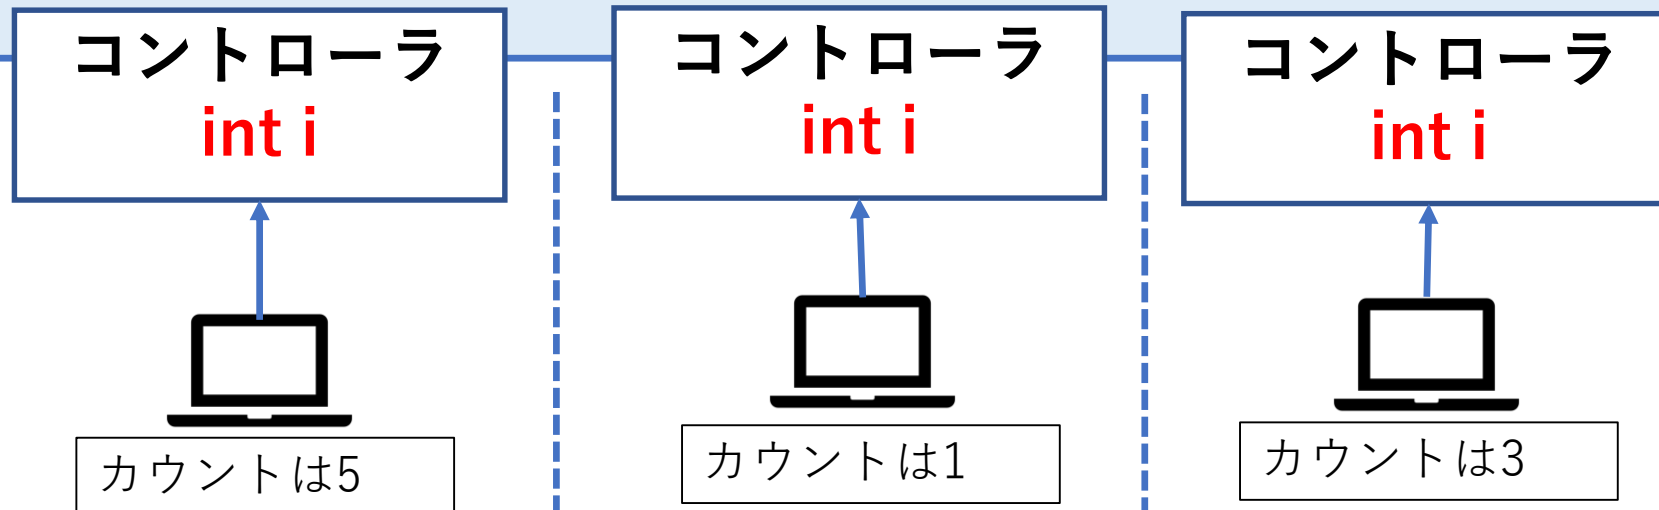 コントローラ
int i
カウントは5
コントローラ
int i
カウントは1
コントローラ
int i
カウントは3